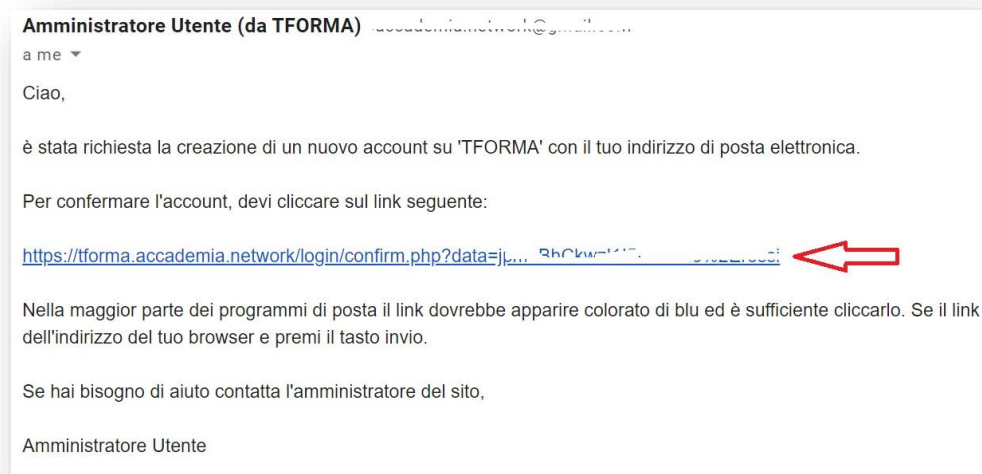 Amministratore Utente (da TFORMA)
a me
Ciao,
è stata richiesta la creazione di un nuovo account su 'TFORMA' con il tuo indirizzo di posta elettronica.
Per confermare l'account, devi cliccare sul link seguente:
https://tforma.accademia.network/login/confirm.php?data=
Nella maggior parte dei programmi di posta il link dovrebbe apparire colorato di blu ed è sufficiente cliccarlo. Se il link
dell'indirizzo del tuo browser e premi il tasto invio.
Se hai bisogno di aiuto contatta l'amministratore del sito,
Amministratore Utente